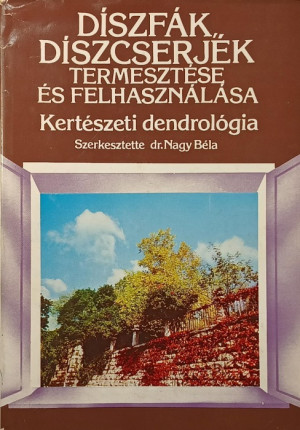 DÍSZFÁK,
DÍSZCSERJÉK
TERMESZTÉSE
ÉS FELHASZNÁLÁSA
Kertészeti dendrológia
Szerkesztette dr. Nagy Béla